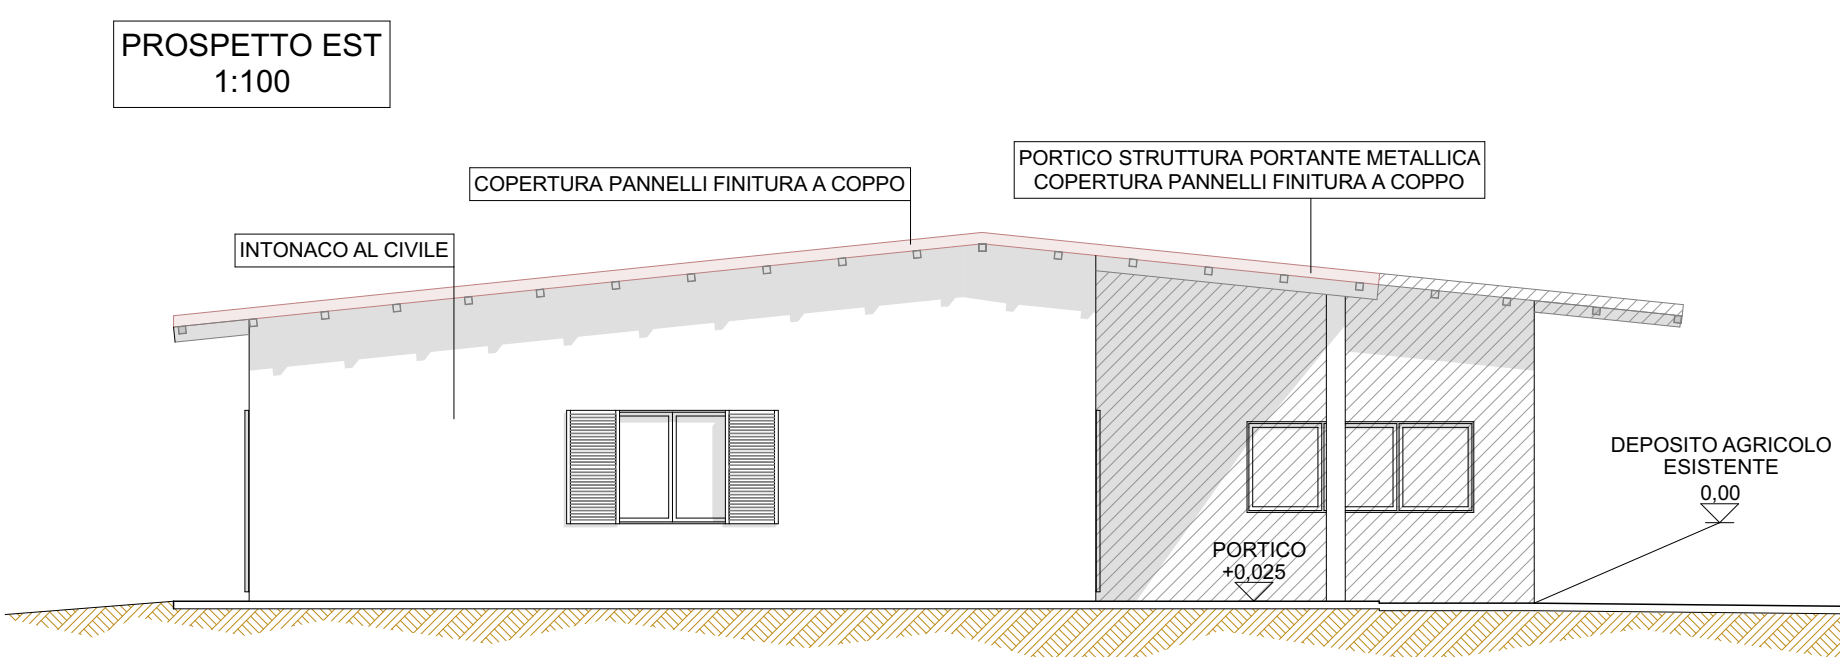 PROSPETTO EST
1:100
PORTICO STRUTTURA PORTANTE METALLICA
COPERTURA PANNELLI FINITURA A COPPO
COPERTURA PANNELLI FINITURA A COPPO
INTONACO AL CIVILE
DEPOSITO AGRICOLO
ESISTENTE
0,00
PORTICO
+0,025